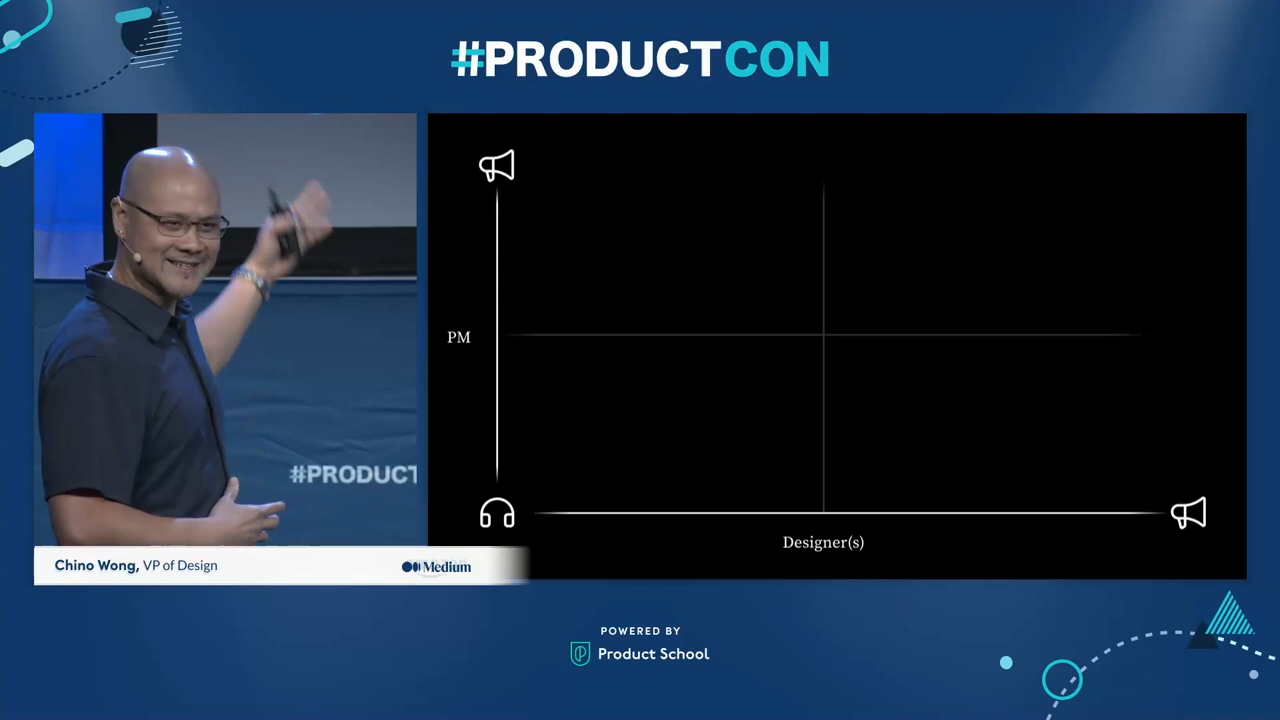 #PRODUCTCON
PM
Designer(s)
#PRODUCT
Chino Wong, VP of Design
Medium
POWERED BY
Product School